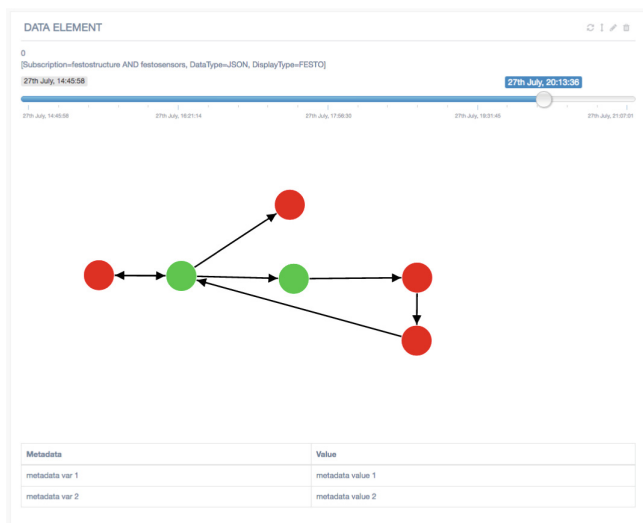 DATA ELEMENT
0
[Subscription=festostructure AND festosensors, DataType=JSON, DisplayType=FESTO]
27th July, 14:45:58
27th July, 20:13:36
27th July, 14:45:58 27th July, 16:21:14 27th July, 17:56:30 27th July, 19:31:45 27th July, 21:07:01
Metadata Value
metadata var 1 metadata value 1
metadata var 2 metadata value 2